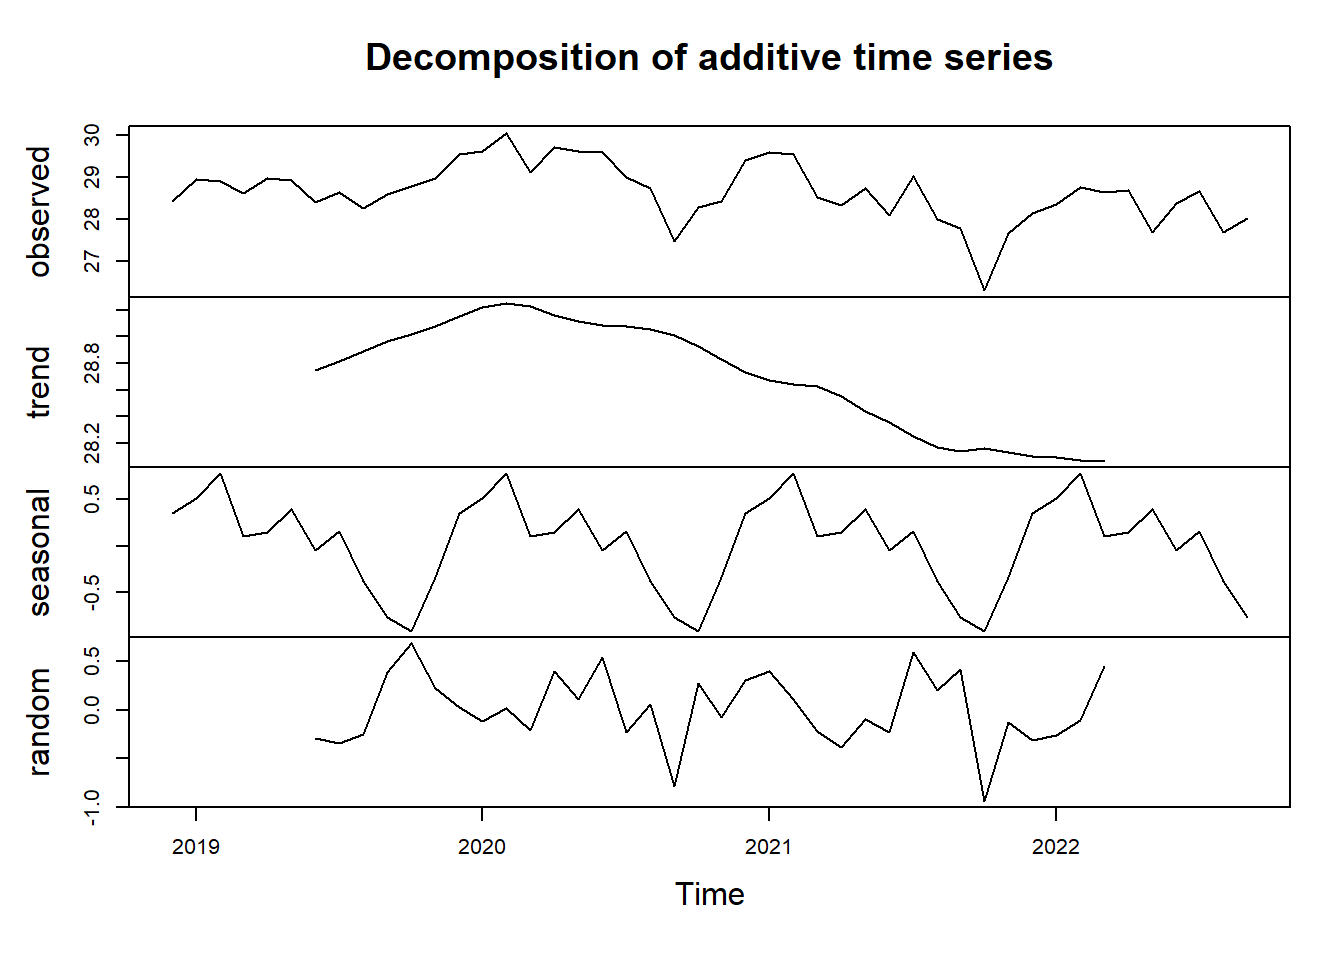 Decomposition of additive time series
observed
30
29
28
27
trend
28.8
28.2
seasonal
0.5
-0.5
random
0.5
0.0
-1.0
2019 2020 2021 2022
Time